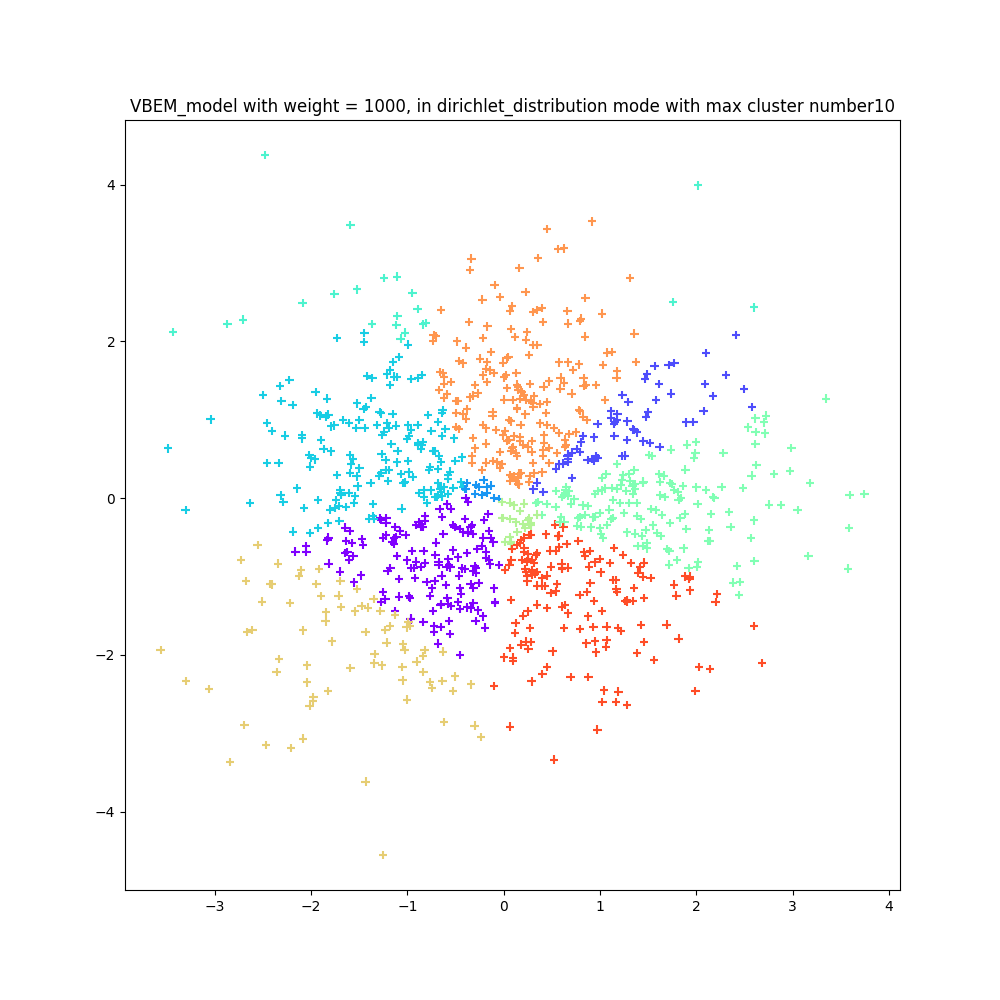 VBEM_model with weight = 1000, in dirichlet_distribution mode with max cluster number10
4
2
0
−2
−4
−3 −2 −1 0 1 2 3 4